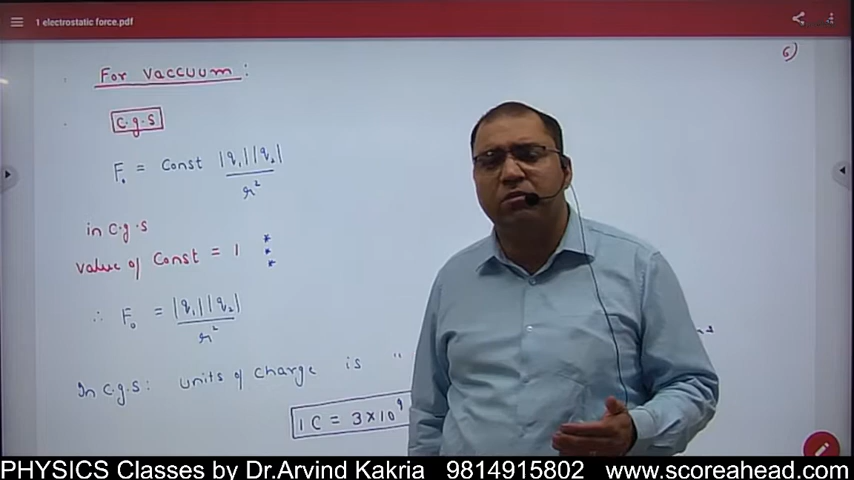 1 electrostatic force.pdf
6)
For Vaccuum :
C.g.s
F₀ = Const |q₁| |q₂| / r²
in C.g.s
value of Const = 1
∴ F₀ = |q₁| |q₂| / r²
In C.g.s : units of charge is "
1 C = 3 × 10⁹
PHYSICS Classes by Dr.Arvind Kakria 9814915802 www.scoreahead.com